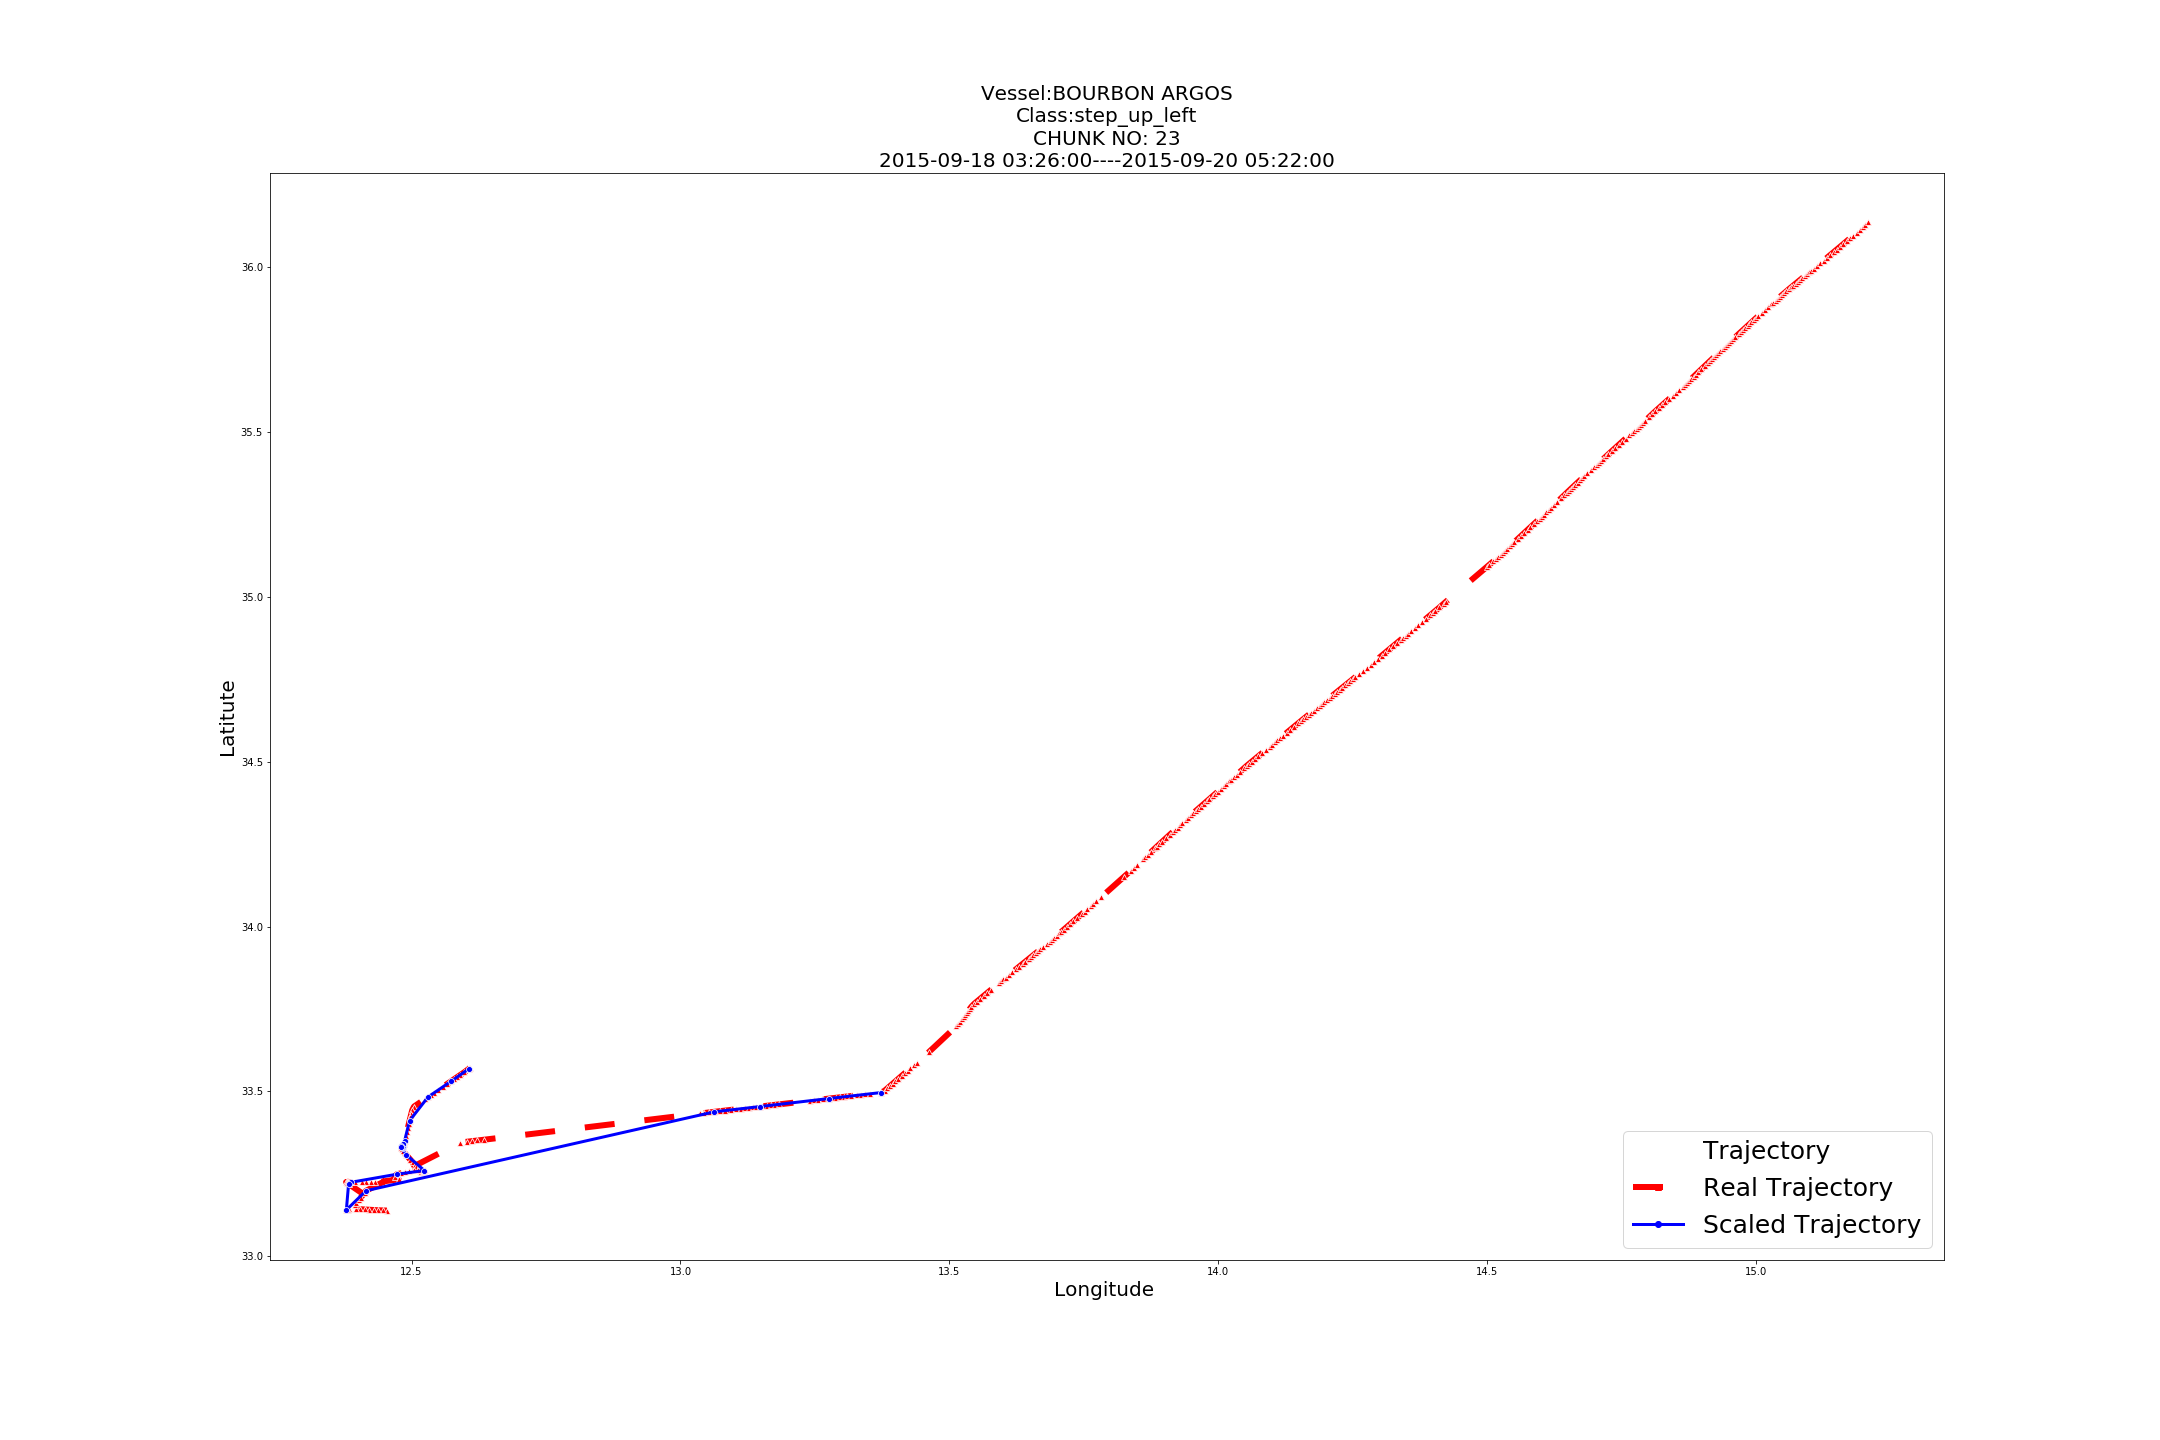 Vessel:BOURBON ARGOS
Class:step_up_left
CHUNK NO: 23
2015-09-18 03:26:00----2015-09-20 05:22:00
36.0
35.5
35.0
34.5
34.0
33.5
33.0
Latitute
12.5
13.0
13.5
14.0
14.5
15.0
Longitude
Trajectory
Real Trajectory
Scaled Trajectory